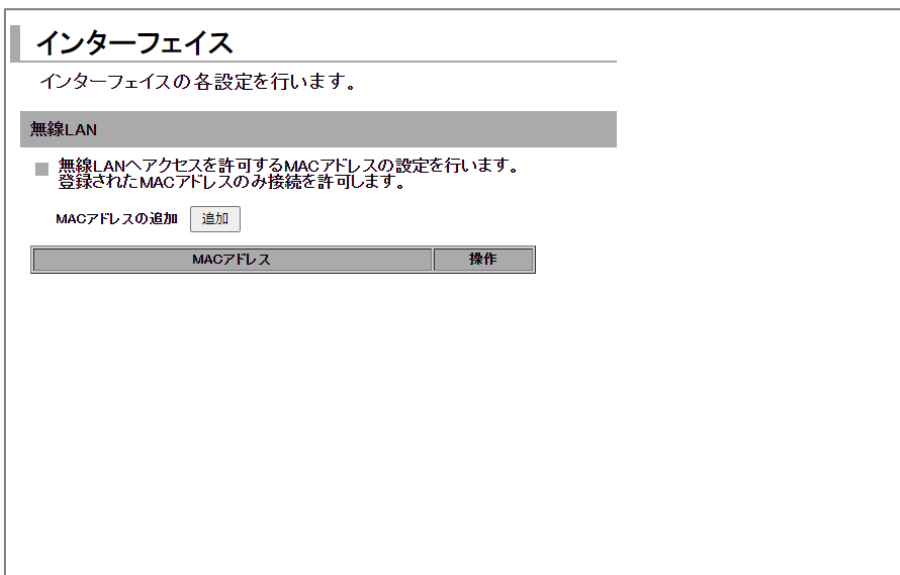 インターフェイス
インターフェイスの各設定を行います。
無線LAN
無線LANへアクセスを許可するMACアドレスの設定を行います。
登録されたMACアドレスのみ接続を許可します。
MACアドレスの追加 追加
MACアドレス 操作